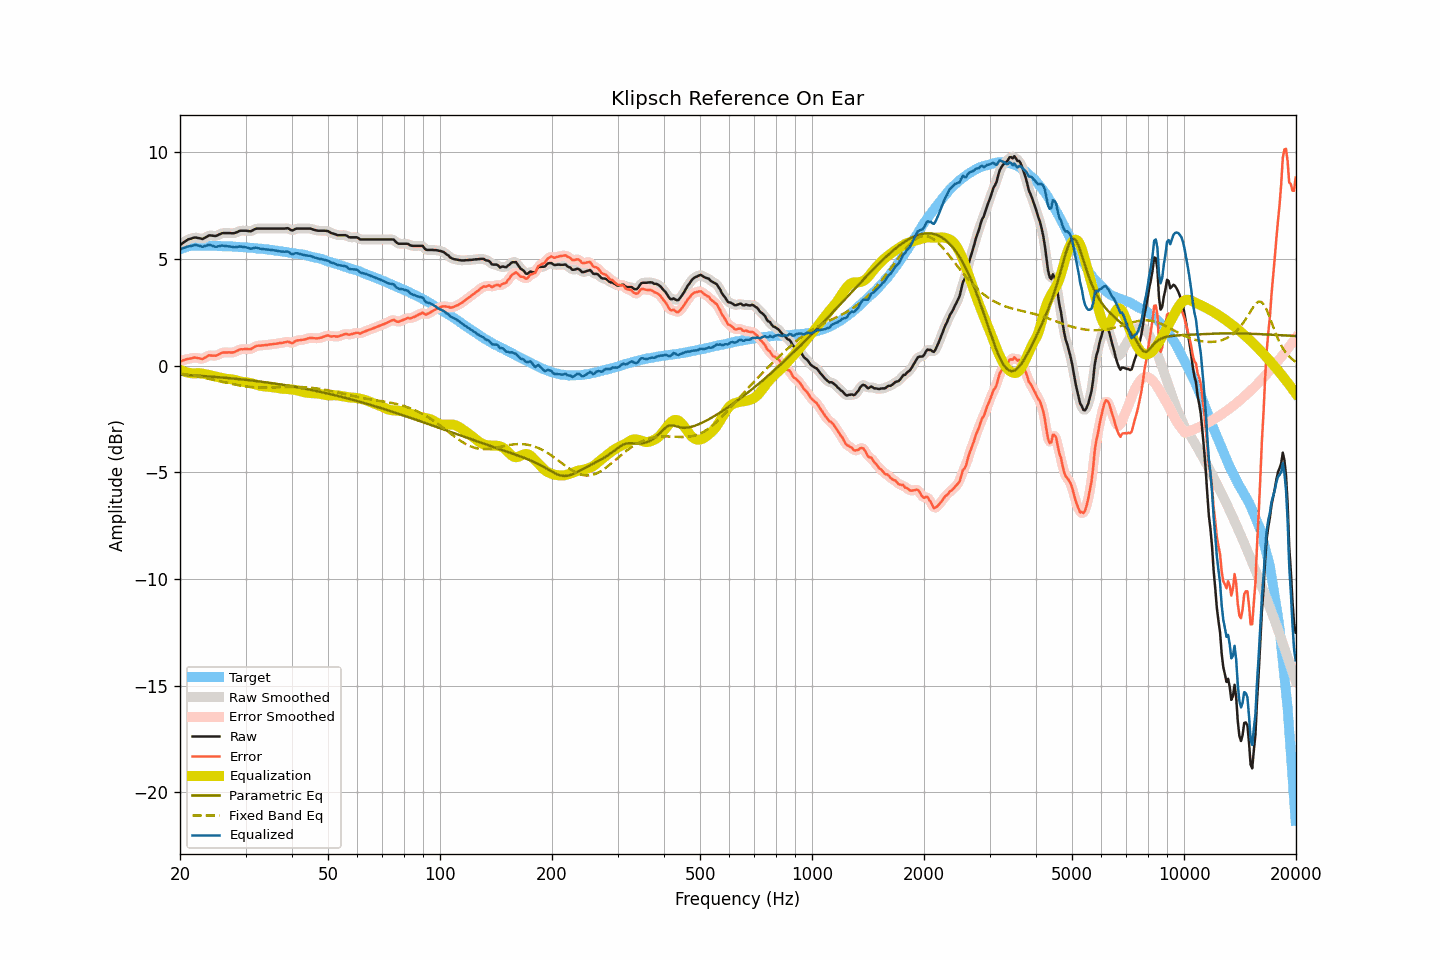 Klipsch Reference On Ear
Amplitude (dBr)
10
5
0
−5
−10
−15
−20
Target
Raw Smoothed
Error Smoothed
Raw
Error
Equalization
Parametric Eq
Fixed Band Eq
Equalized
20 50 100 200 500 1000 2000 5000 10000 20000
Frequency (Hz)